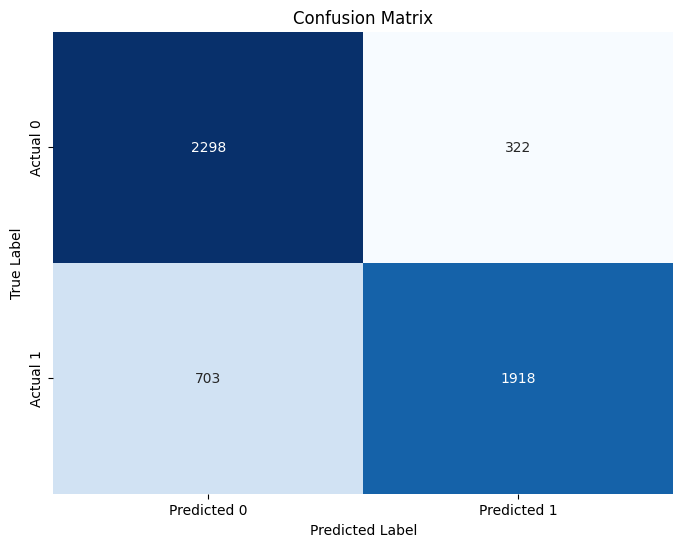 Confusion Matrix
True Label
Actual 0
2298
322
Actual 1
703
1918
Predicted 0
Predicted 1
Predicted Label